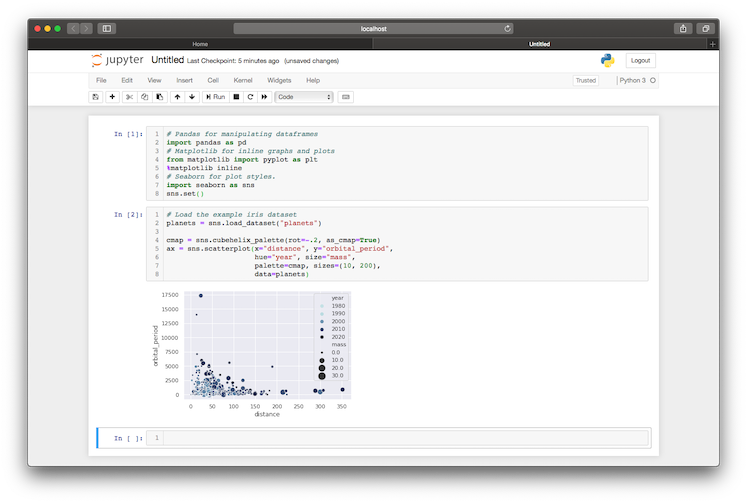 localhost
Home
Untitled
+
jupyter Untitled Last Checkpoint: 5 minutes ago (unsaved changes)
Logout
File Edit View Insert Cell Kernel Widgets Help
Trusted
Python 3
Run
Code
In [1]:
1 # Pandas for manipulating dataframes
2 import pandas as pd
3 # Matplotlib for inline graphs and plots
4 from matplotlib import pyplot as plt
5 %matplotlib inline
6 # Seaborn for plot styles.
7 import seaborn as sns
8 sns.set()
In [2]:
1 # Load the example iris dataset
2 planets = sns.load_dataset("planets")
3
4 cmap = sns.cubehelix_palette(rot=-.2, as_cmap=True)
5 ax = sns.scatterplot(x="distance", y="orbital_period",
6 hue="year", size="mass",
7 palette=cmap, sizes=(10, 200),
8 data=planets)
17500
15000
12500
10000
7500
5000
2500
0
orbital_period
year
1980
1990
2000
2010
2020
mass
0.0
10.0
20.0
30.0
0 50 100 150 200 250 300 350
distance
In [ ]:
1